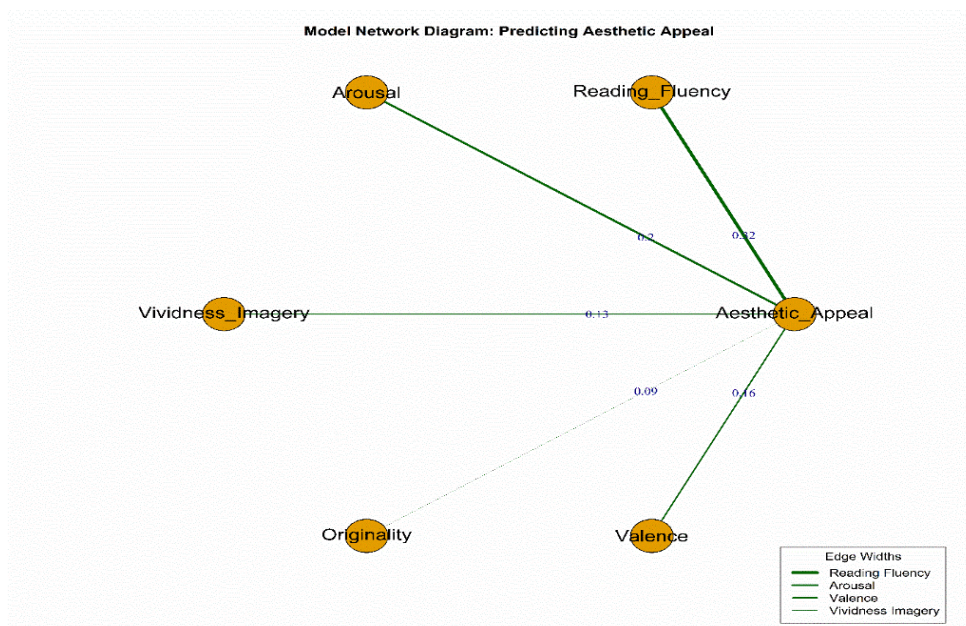 Model Network Diagram: Predicting Aesthetic Appeal
Arousal
Reading_Fluency
0.2
0.32
Vividness_Imagery
0.13
Aesthetic_Appeal
0.09
0.16
Originality
Valence
Edge Widths
Reading Fluency
Arousal
Valence
Vividness Imagery